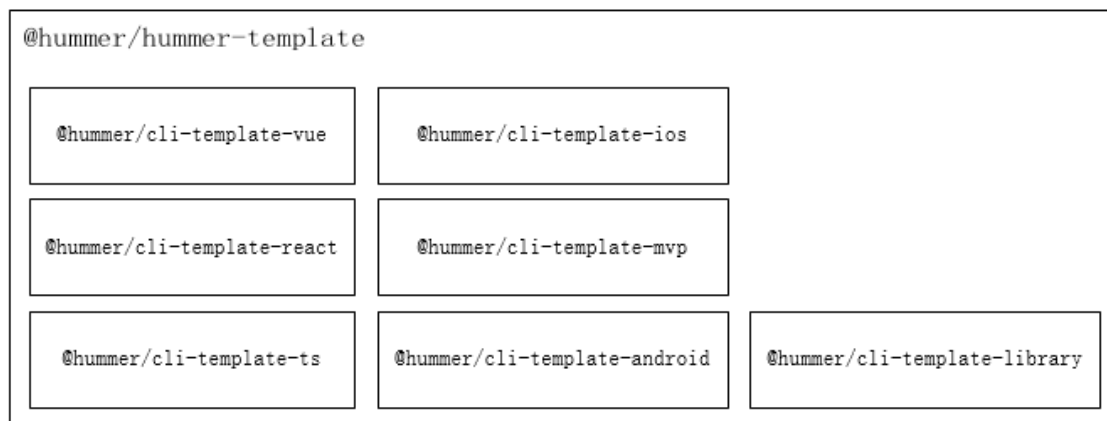 @hummer/hummer-template
@hummer/cli-template-vue
@hummer/cli-template-ios
@hummer/cli-template-react
@hummer/cli-template-mvp
@hummer/cli-template-ts
@hummer/cli-template-android
@hummer/cli-template-library